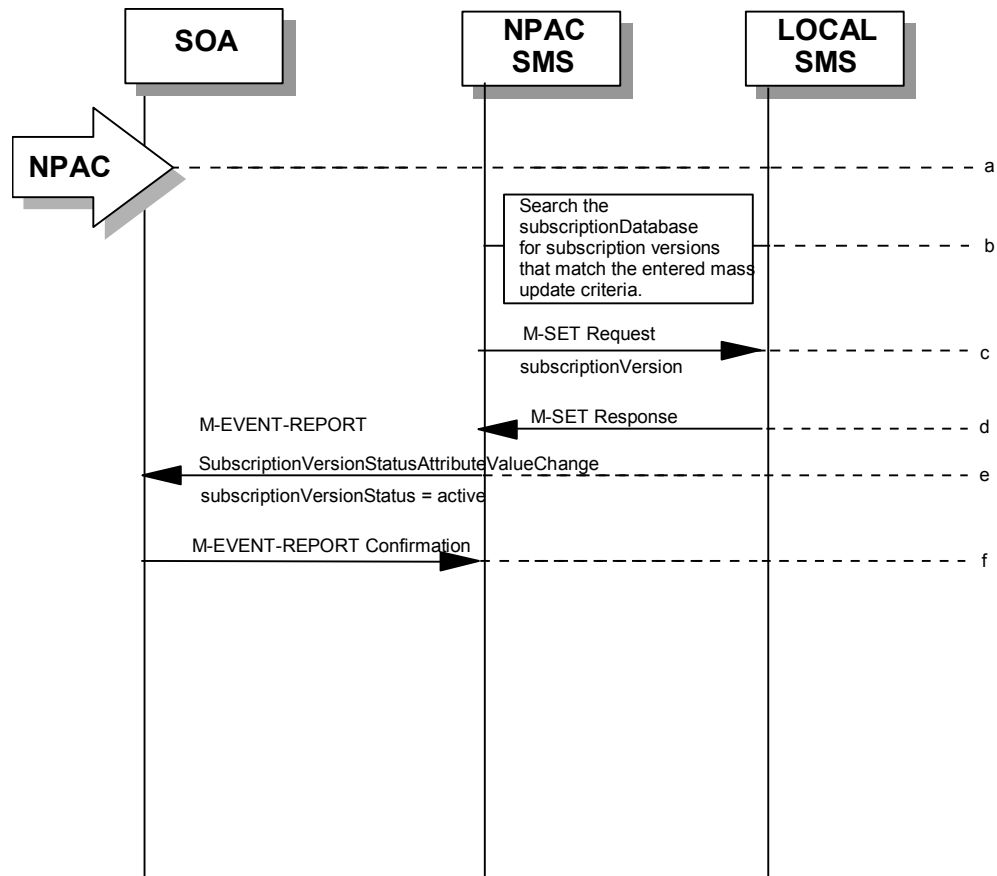 SOA
NPAC
SMS
LOCAL
SMS
NPAC
a
Search the
subscriptionDatabase
for subscription versions
that match the entered mass
update criteria.
b
M-SET Request
subscriptionVersion
c
M-SET Response
d
M-EVENT-REPORT
SubscriptionVersionStatusAttributeValueChange
subscriptionVersionStatus = active
e
M-EVENT-REPORT Confirmation
f